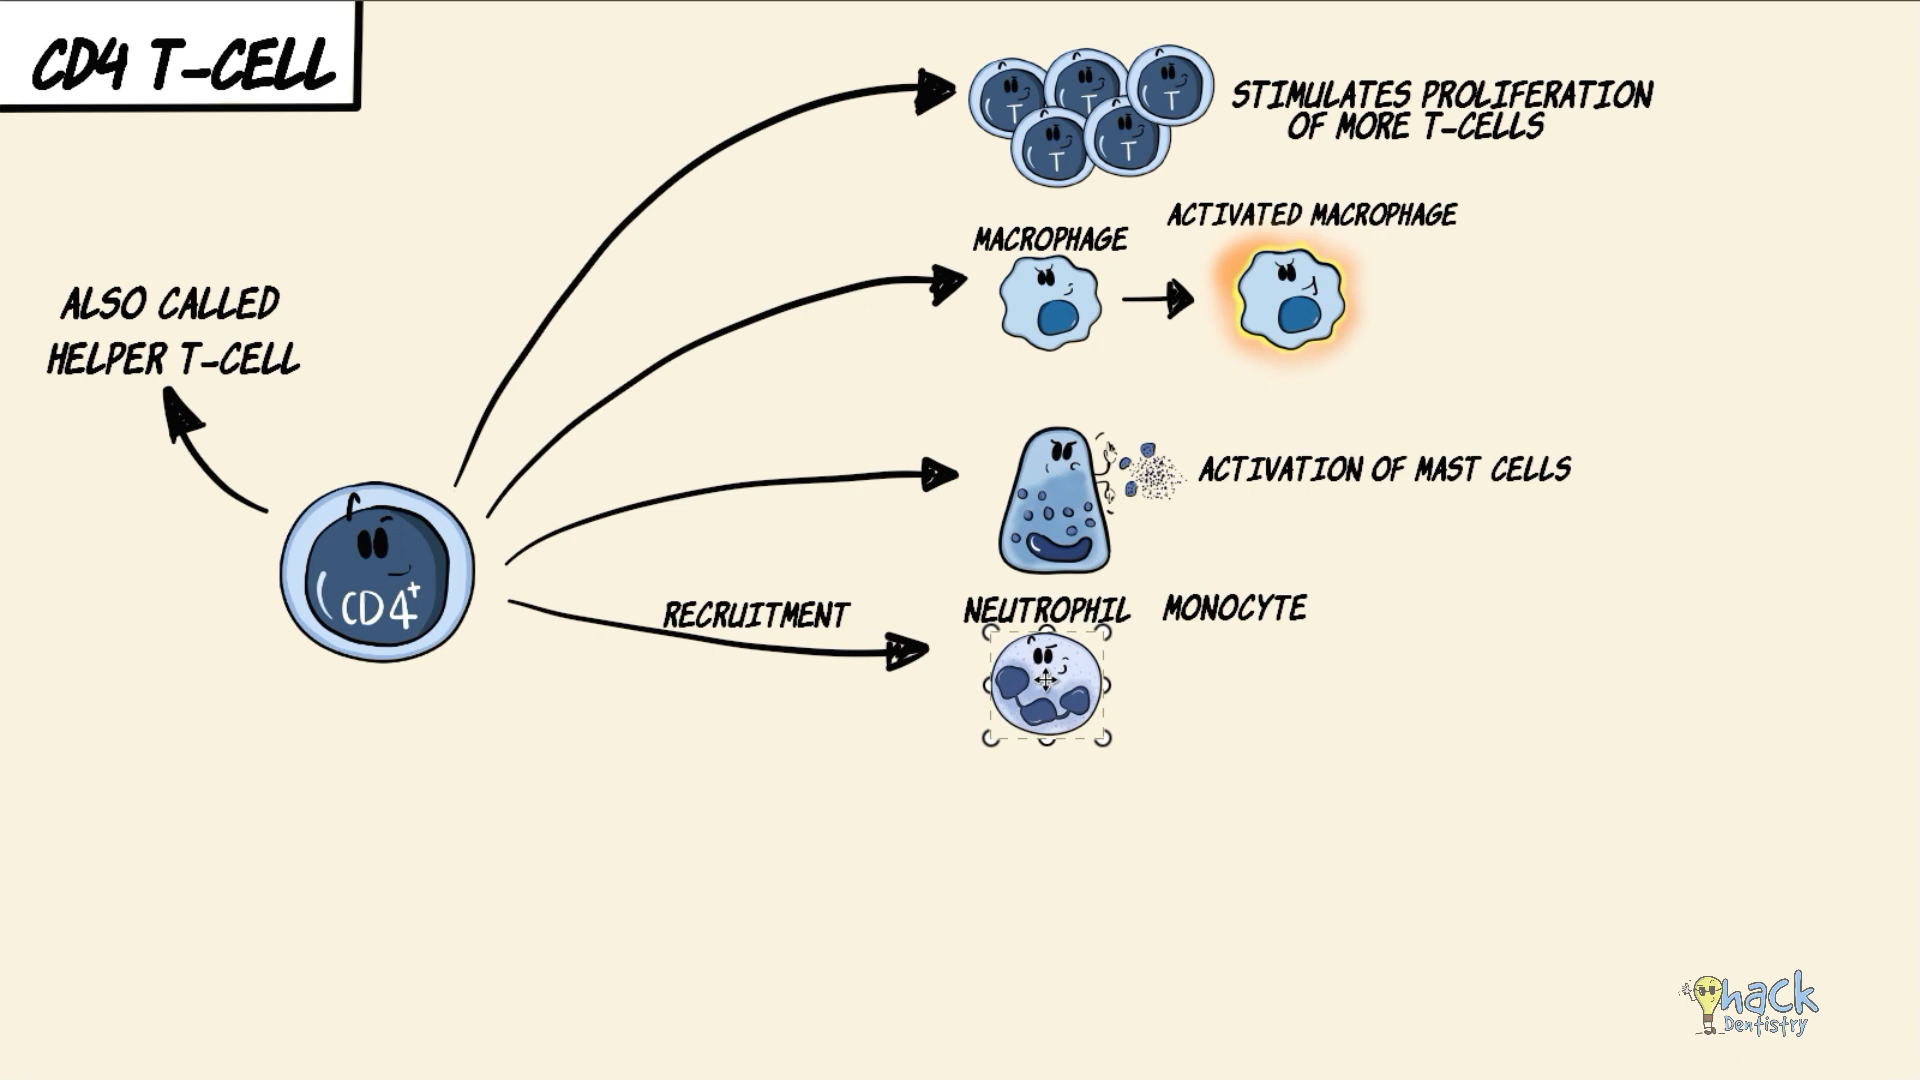 CD4 T-CELL
STIMULATES PROLIFERATION
OF MORE T-CELLS
T T T
T T
MACROPHAGE
ACTIVATED MACROPHAGE
ALSO CALLED
HELPER T-CELL
ACTIVATION OF MAST CELLS
CD4+
RECRUITMENT
NEUTROPHIL MONOCYTE
hack
Dentistry